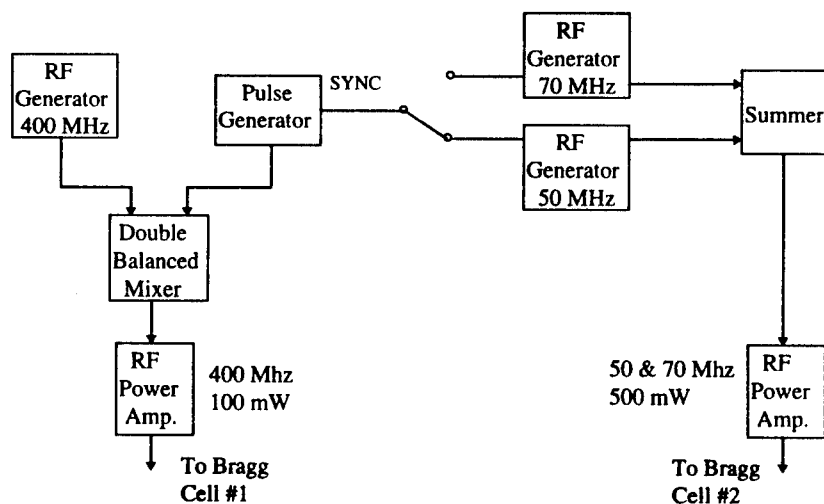 RF
Generator
400 MHz
Pulse
Generator
SYNC
RF
Generator
70 MHz
RF
Generator
50 MHz
Summer
Double
Balanced
Mixer
RF
Power
Amp.
400 Mhz
100 mW
To Bragg
Cell #1
50 & 70 Mhz
500 mW
RF
Power
Amp.
To Bragg
Cell #2